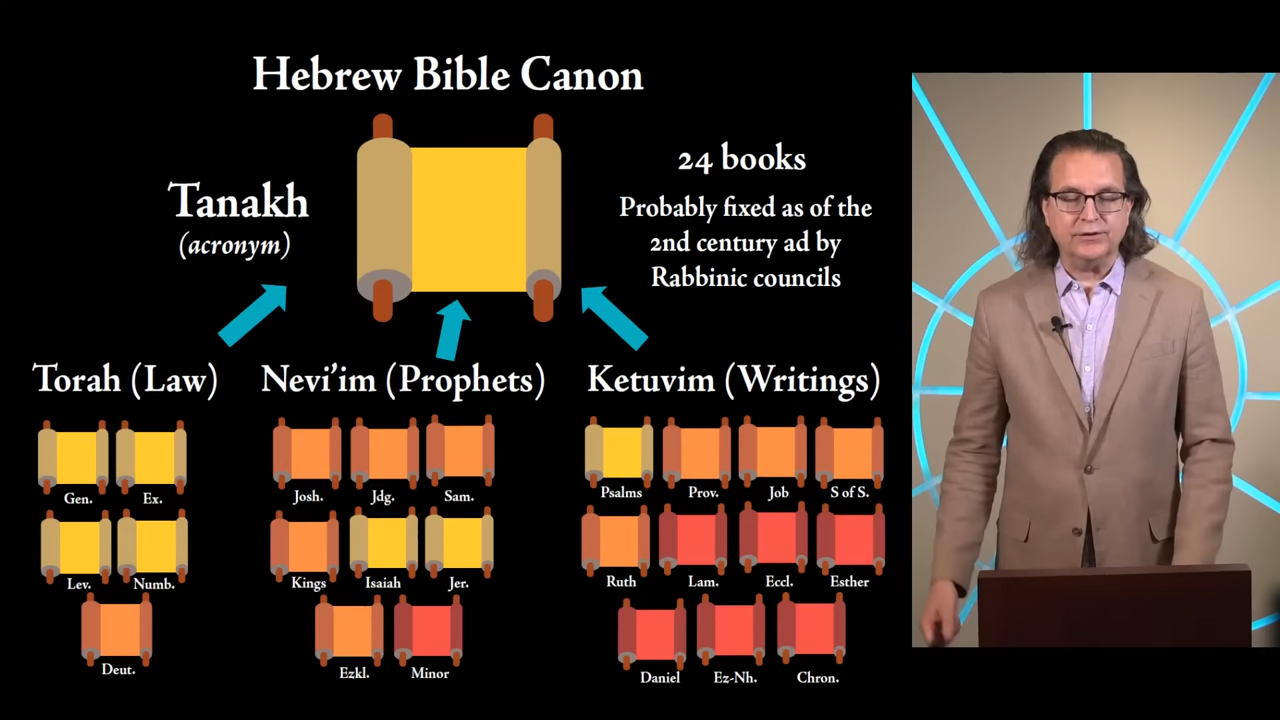 Hebrew Bible Canon
Tanakh
(acronym)
24 books
Probably fixed as of the
2nd century ad by
Rabbinic councils
Torah (Law)
Nevi'im (Prophets)
Ketuvim (Writings)
Gen. Ex.
Lev. Numb.
Deut.
Josh. Jdg. Sam.
Kings Isaiah Jer.
Ezkl. Minor
Psalms Prov. Job S of S.
Ruth Lam. Eccl. Esther
Daniel Ez-Nh. Chron.